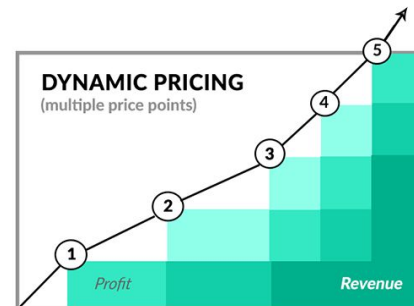 5
DYNAMIC PRICING
(multiple price points)
4
3
2
1
Profit
Revenue